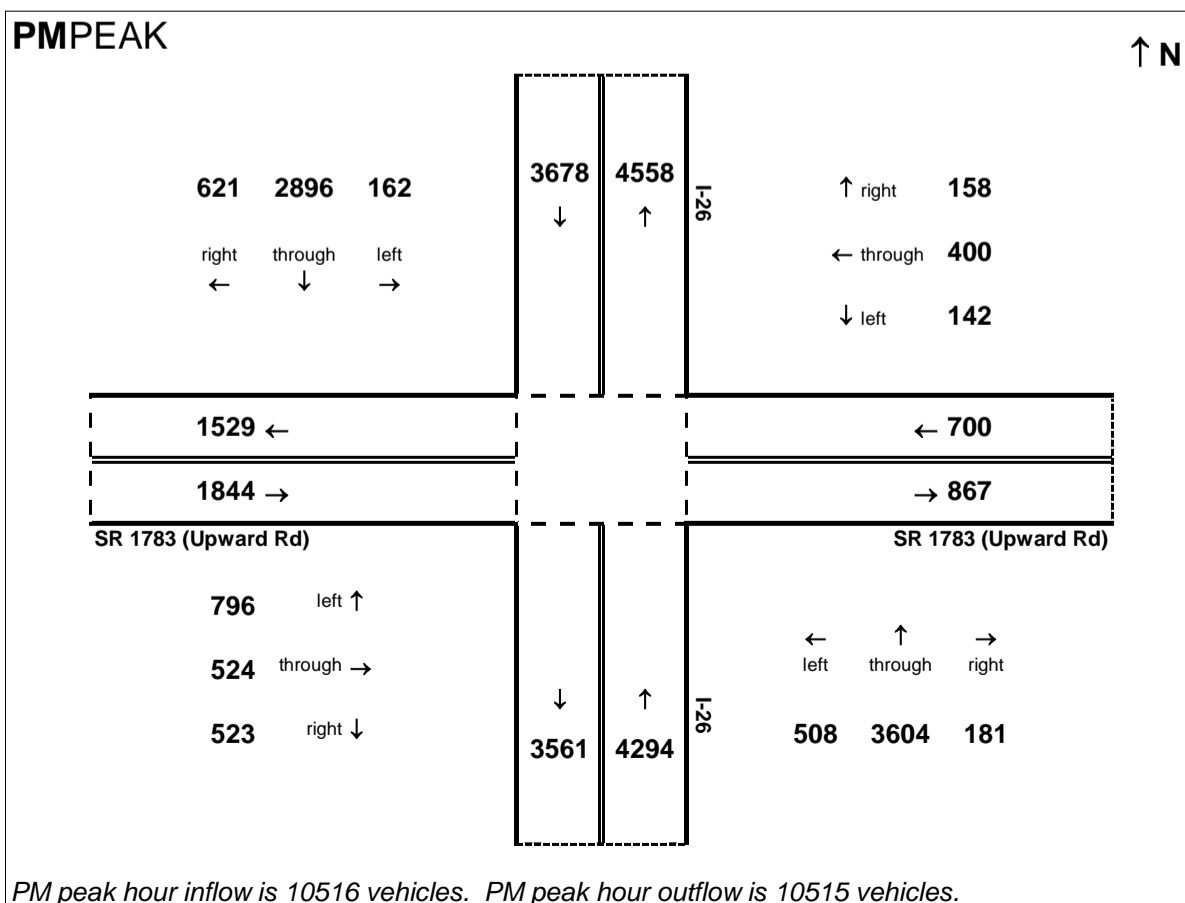 PMPEAK
↑ N
3678 4558
621 2896 162
I-26
↑ right 158
↓ ↑
right through left
← through 400
← ↓ →
↓ left 142
1529 ←
← 700
1844 →
→ 867
SR 1783 (Upward Rd)
SR 1783 (Upward Rd)
796 left ↑
← ↑ →
left through right
524 through →
523 right ↓
↓ ↑
I-26
508 3604 181
3561 4294
PM peak hour inflow is 10516 vehicles. PM peak hour outflow is 10515 vehicles.